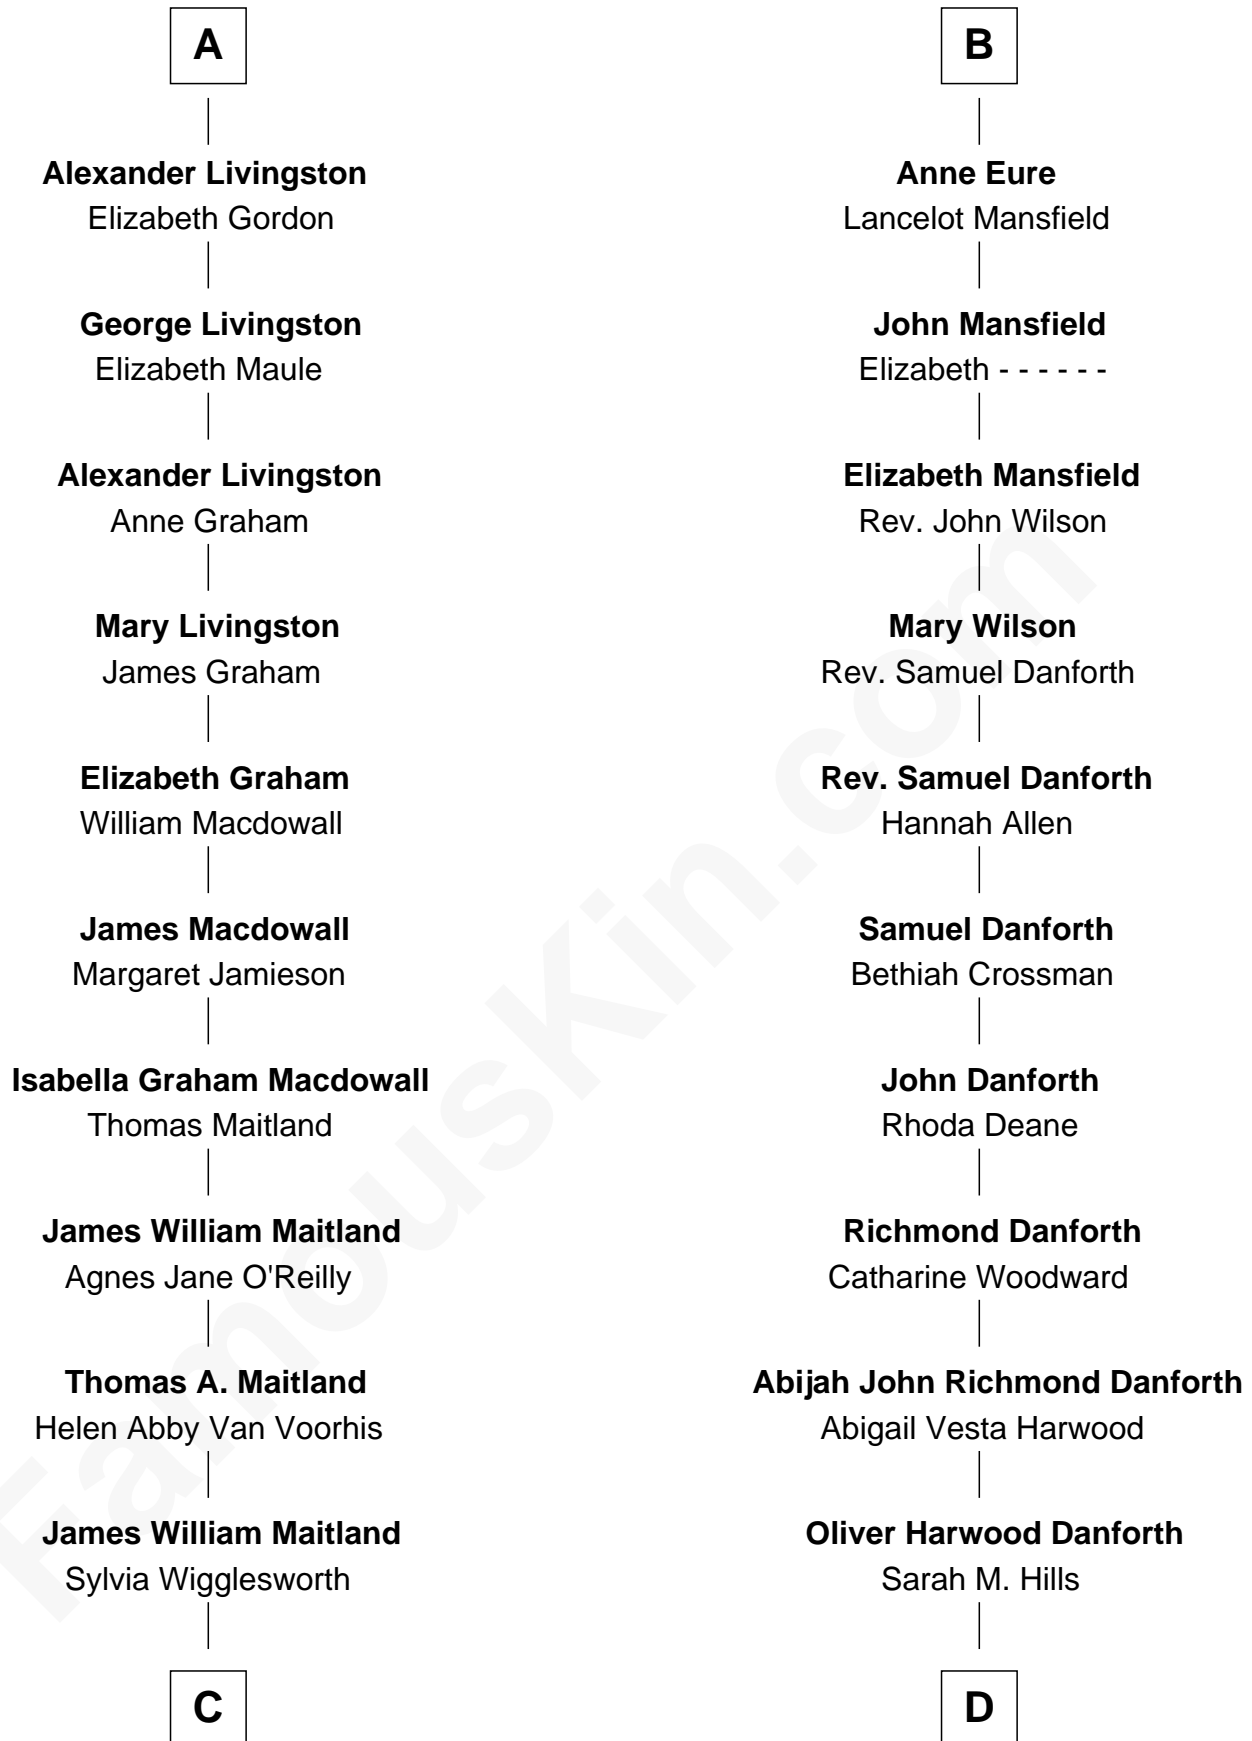 A
Alexander Livingston
Elizabeth Gordon
George Livingston
Elizabeth Maule
Alexander Livingston
Anne Graham
Mary Livingston
James Graham
Elizabeth Graham
William Macdowall
James Macdowall
Margaret Jamieson
Isabella Graham Macdowall
Thomas Maitland
James William Maitland
Agnes Jane O'Reilly
Thomas A. Maitland
Helen Abby Van Voorhis
James William Maitland
Sylvia Wigglesworth
C
B
Anne Eure
Lancelot Mansfield
John Mansfield
Elizabeth - - - - - -
Elizabeth Mansfield
Rev. John Wilson
Mary Wilson
Rev. Samuel Danforth
Rev. Samuel Danforth
Hannah Allen
Samuel Danforth
Bethiah Crossman
John Danforth
Rhoda Deane
Richmond Danforth
Catharine Woodward
Abijah John Richmond Danforth
Abigail Vesta Harwood
Oliver Harwood Danforth
Sarah M. Hills
D
FamousKin.com